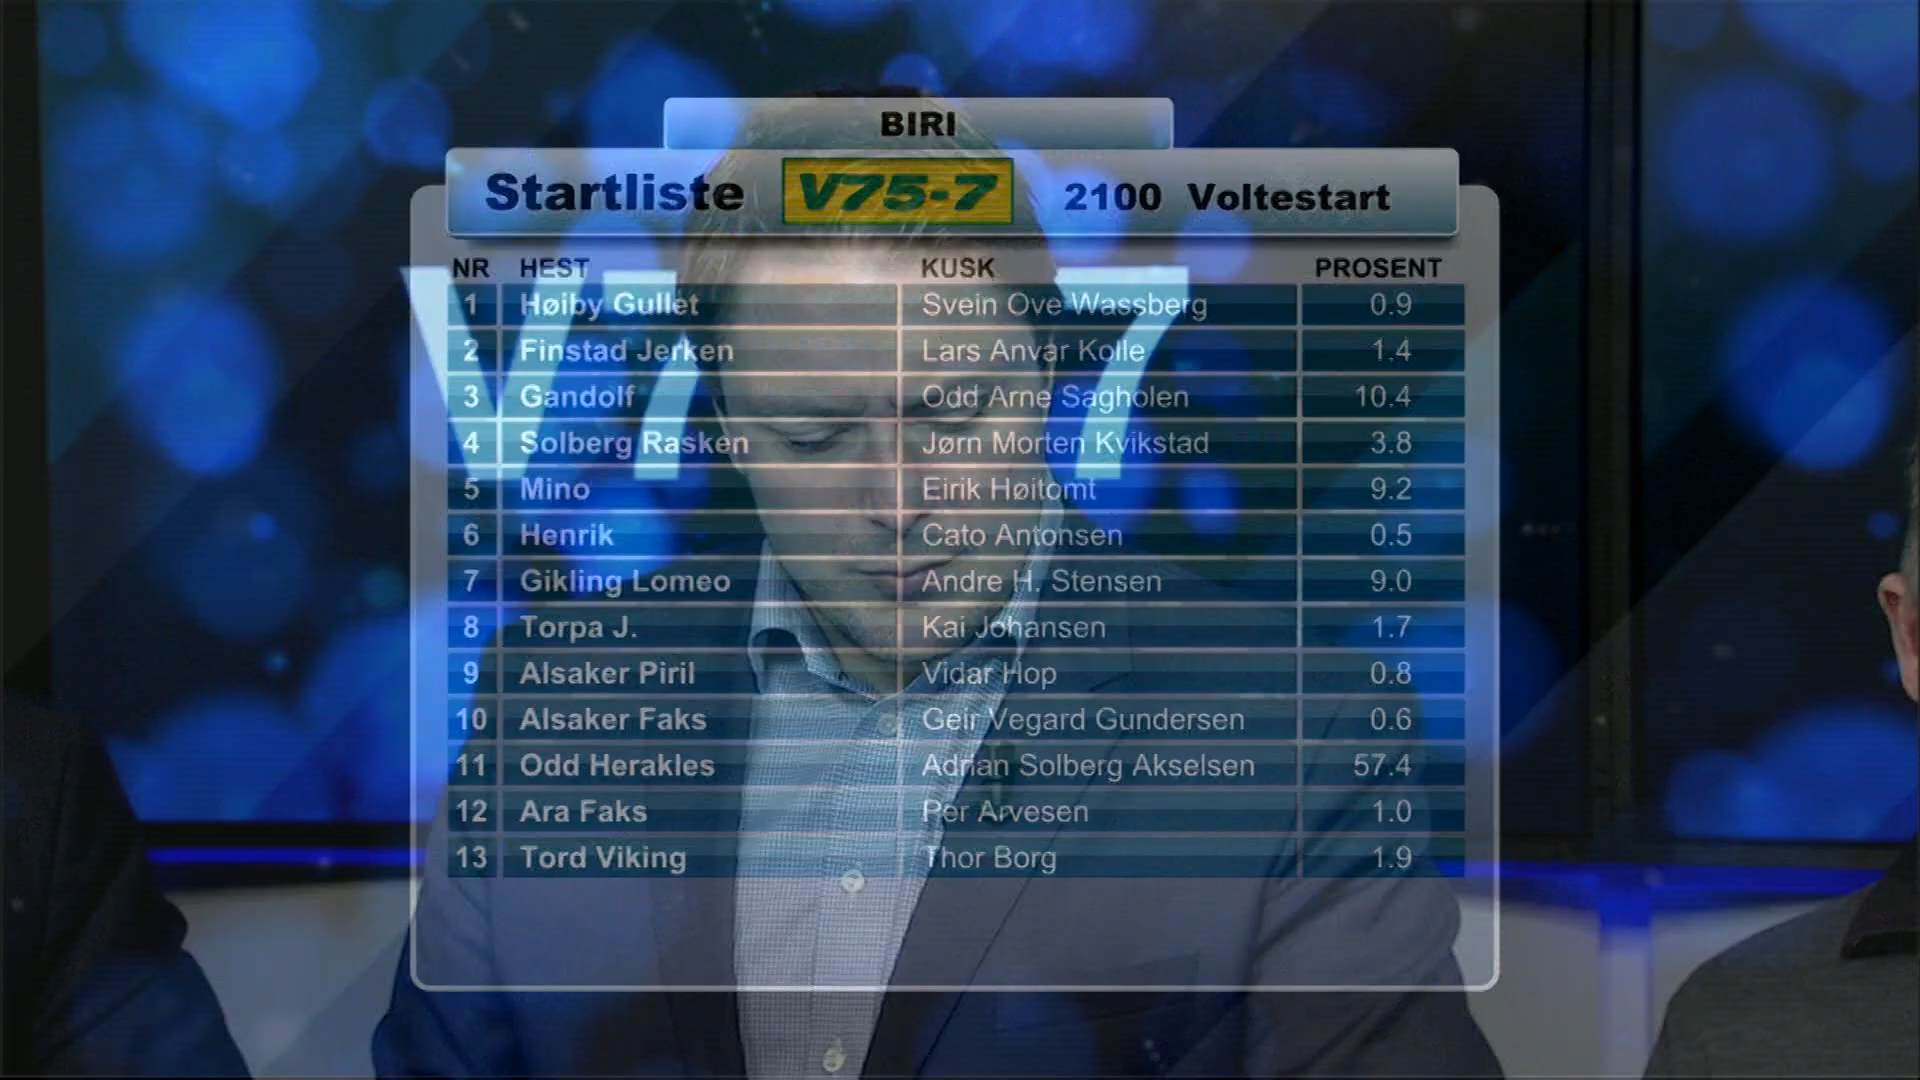 BIRI
Startliste V75-7 2100 Voltestart
NR HEST KUSK PROSENT
1 Høiby Gullet Svein Ove Wassberg 0.9
2 Finstad Jerken Lars Anvar Kolle 1.4
3 Gandolf Odd Arne Sagholen 10.4
4 Solberg Rasken Jørn Morten Kvikstad 3.8
5 Mino Eirik Høitomt 9.2
6 Henrik Cato Antonsen 0.5
7 Gikling Lomeo Andre H. Stensen 9.0
8 Torpa J. Kai Johansen 1.7
9 Alsaker Piril Vidar Hop 0.8
10 Alsaker Faks Geir Vegard Gundersen 0.6
11 Odd Herakles Adrian Solberg Akselsen 57.4
12 Ara Faks Per Arvesen 1.0
13 Tord Viking Thor Borg 1.9
V7 7